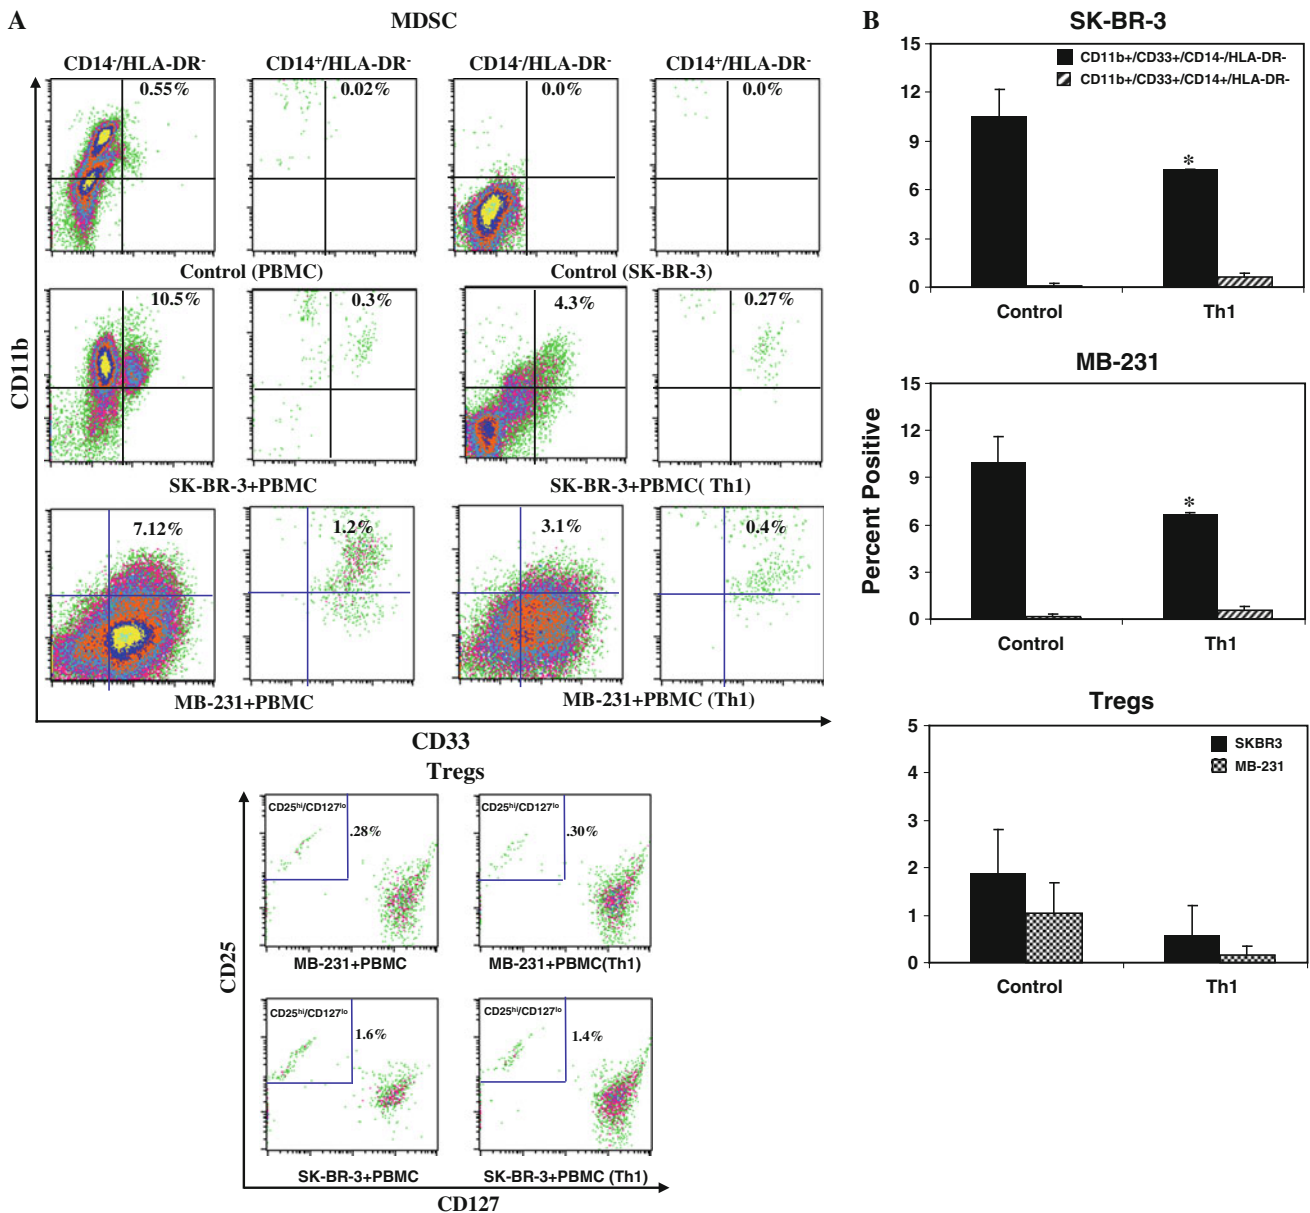 A
MDSC
CD14-/HLA-DR-
CD14+/HLA-DR-
CD14-/HLA-DR-
CD14+/HLA-DR-
0.55%
0.02%
0.0%
0.0%
Control (PBMC)
Control (SK-BR-3)
10.5%
0.3%
4.3%
0.27%
CD11b
SK-BR-3+PBMC
SK-BR-3+PBMC( Th1)
7.12%
1.2%
3.1%
0.4%
MB-231+PBMC
MB-231+PBMC (Th1)
CD33
Tregs
CD25hi/CD127lo
.28%
CD25hi/CD127lo
.30%
MB-231+PBMC
MB-231+PBMC(Th1)
CD25
CD25hi/CD127lo
1.6%
CD25hi/CD127lo
1.4%
SK-BR-3+PBMC
SK-BR-3+PBMC (Th1)
CD127
B
SK-BR-3
15
12
9
6
3
0
CD11b+/CD33+/CD14-/HLA-DR-
CD11b+/CD33+/CD14+/HLA-DR-
*
Control
Th1
MB-231
15
12
9
6
3
0
*
Control
Th1
Percent Positive
Tregs
5
4
3
2
1
0
SKBR3
MB-231
Control
Th1